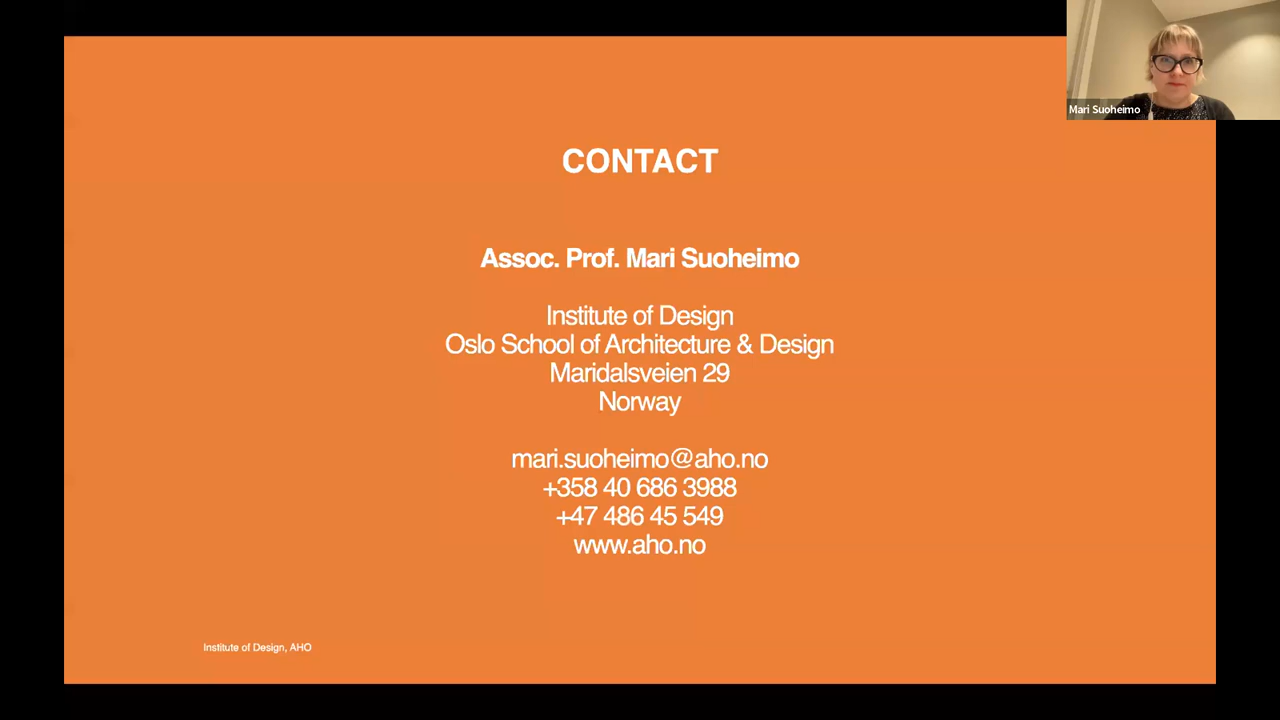 Mari Suoheimo
CONTACT
Assoc. Prof. Mari Suoheimo
Institute of Design
Oslo School of Architecture & Design
Maridalsveien 29
Norway
mari.suoheimo@aho.no
+358 40 686 3988
+47 486 45 549
www.aho.no
Institute of Design, AHO